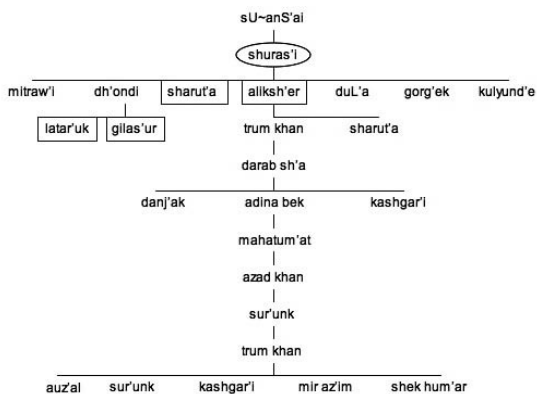 sU~anS'ai
shuras'i
mitraw'i dh'ondi sharut'a aliksh'er duL'a gorg'ek kulyund'e
latar'uk gilas'ur trum khan sharut'a
darab sh'a
danj'ak adina bek kashgar'i
mahatum'at
azad khan
sur'unk
trum khan
auz'al sur'unk kashgar'i mir az'im shek hum'ar